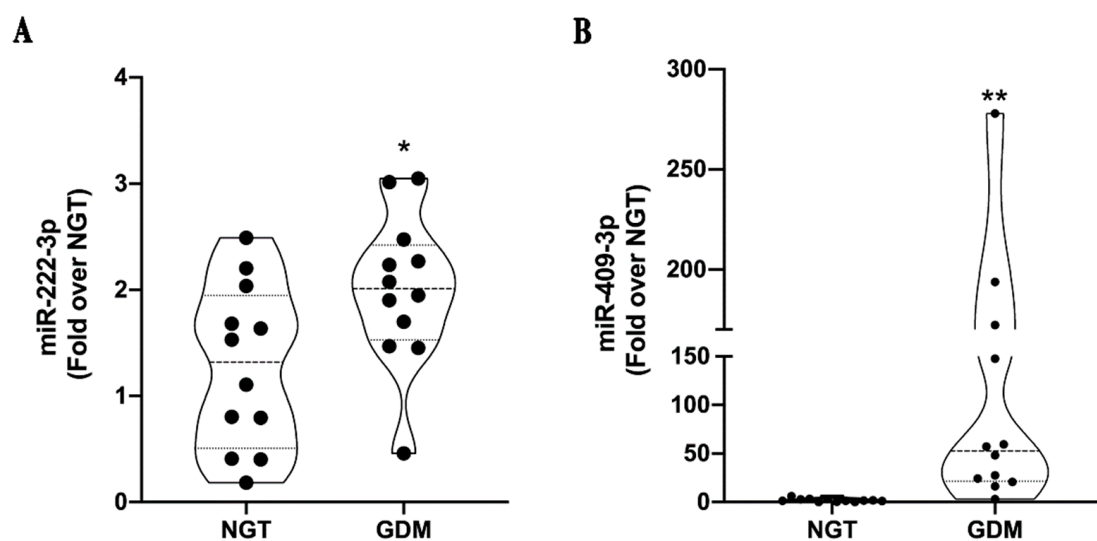 A
miR-222-3p
(Fold over NGT)
4
3
2
1
0
*
NGT
GDM
B
miR-409-3p
(Fold over NGT)
300
250
200
150
100
50
0
**
NGT
GDM